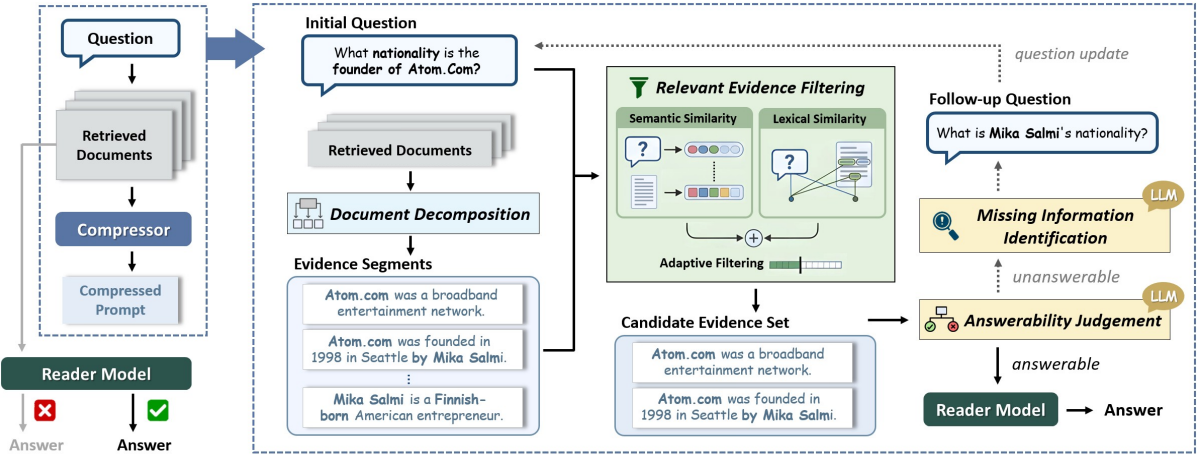 Question
Retrieved
Documents
Compressor
Compressed
Prompt
Reader Model
Answer
Answer
Initial Question
What nationality is the
founder of Atom.Com?
Retrieved Documents
Document Decomposition
Evidence Segments
Atom.com was a broadband
entertainment network.
Atom.com was founded in
1998 in Seattle by Mika Salmi.
Mika Salmi is a Finnish-
born American entrepreneur.
Relevant Evidence Filtering
Semantic Similarity
Lexical Similarity
?
?
Adaptive Filtering
Candidate Evidence Set
Atom.com was a broadband
entertainment network.
Atom.com was founded in
1998 in Seattle by Mika Salmi.
question update
Follow-up Question
What is Mika Salmi's nationality?
LLM
Missing Information
Identification
unanswerable
LLM
Answerability Judgement
answerable
Reader Model
Answer